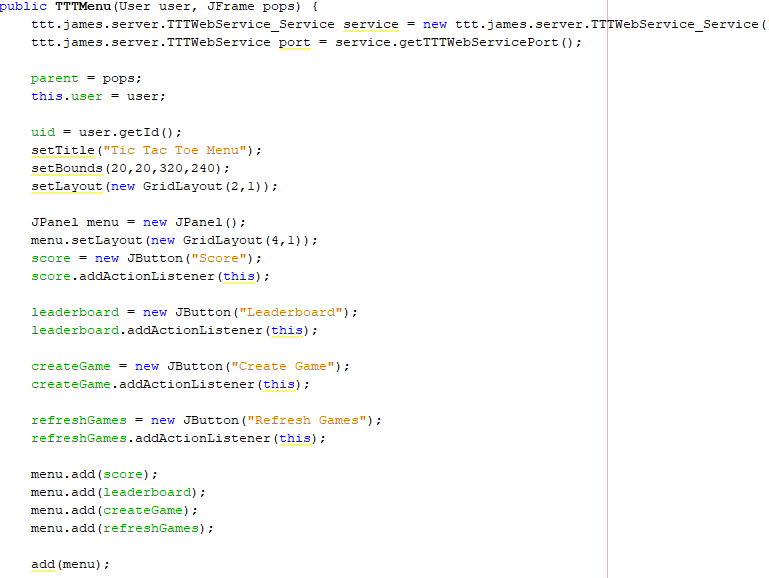 public TTTMenu(User user, JFrame pops) {
ttt.james.server.TTTWebService_Service service = new ttt.james.server.TTTWebService_Service(
ttt.james.server.TTTWebService port = service.getTTTWebServicePort();
parent = pops;
this.user = user;
uid = user.getId();
setTitle("Tic Tac Toe Menu");
setBounds(20,20,320,240);
setLayout(new GridLayout(2,1));
JPanel menu = new JPanel();
menu.setLayout(new GridLayout(4,1));
score = new JButton("Score");
score.addActionListener(this);
leaderboard = new JButton("Leaderboard");
leaderboard.addActionListener(this);
createGame = new JButton("Create Game");
createGame.addActionListener(this);
refreshGames = new JButton("Refresh Games");
refreshGames.addActionListener(this);
menu.add(score);
menu.add(leaderboard);
menu.add(createGame);
menu.add(refreshGames);
add(menu);